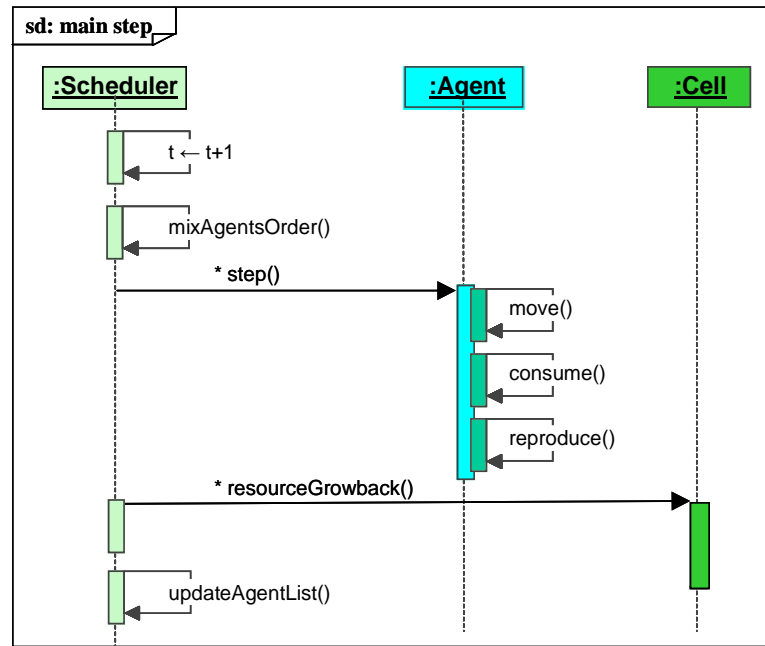 sd: main step
:Scheduler
:Agent
:Cell
t ← t+1
mixAgentsOrder()
* step()
move()
consume()
reproduce()
* resourceGrowback()
updateAgentList()